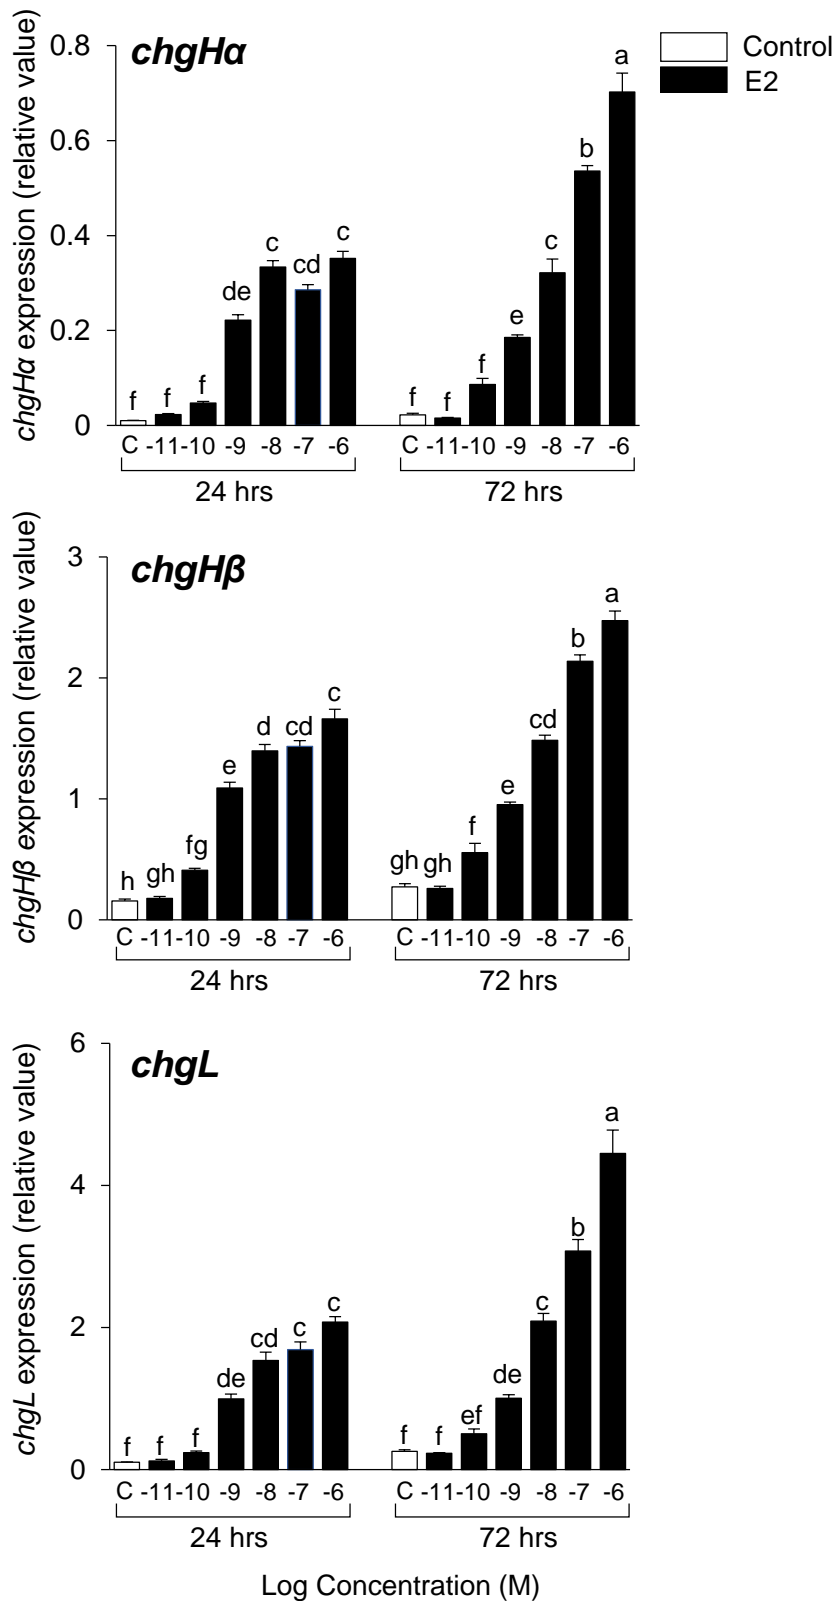 chgHα
Control
E2
chgHα expression (relative value)
0.8
0.6
0.4
0.2
0
f f f de c cd c
f f f e c b a
C -11 -10 -9 -8 -7 -6
C -11 -10 -9 -8 -7 -6
24 hrs
72 hrs
chgHβ
chgHβ expression (relative value)
3
2
1
0
h gh fg e d cd c
gh gh f e cd b a
C -11 -10 -9 -8 -7 -6
C -11 -10 -9 -8 -7 -6
24 hrs
72 hrs
chgL
chgL expression (relative value)
6
4
2
0
f f f de cd c c
f f ef de c b a
C -11 -10 -9 -8 -7 -6
C -11 -10 -9 -8 -7 -6
24 hrs
72 hrs
Log Concentration (M)